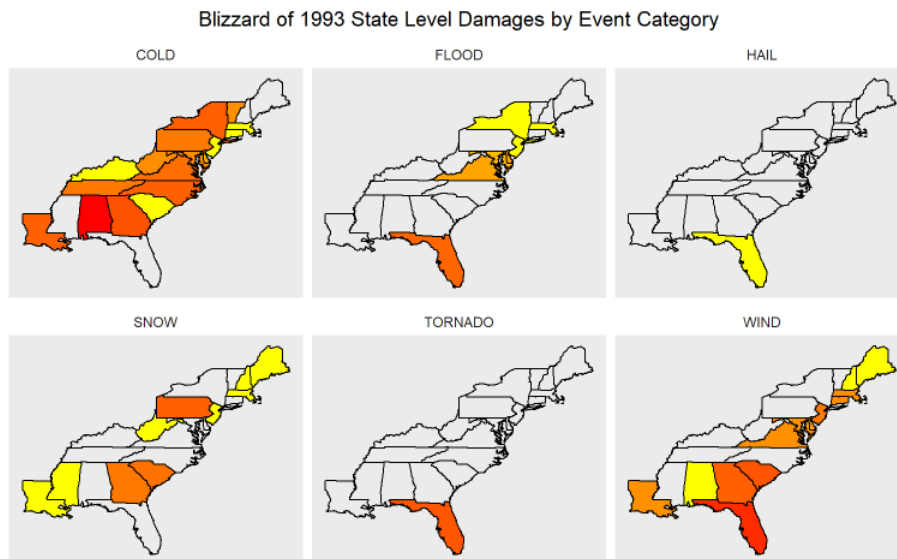 Blizzard of 1993 State Level Damages by Event Category
COLD
FLOOD
HAIL
SNOW
TORNADO
WIND